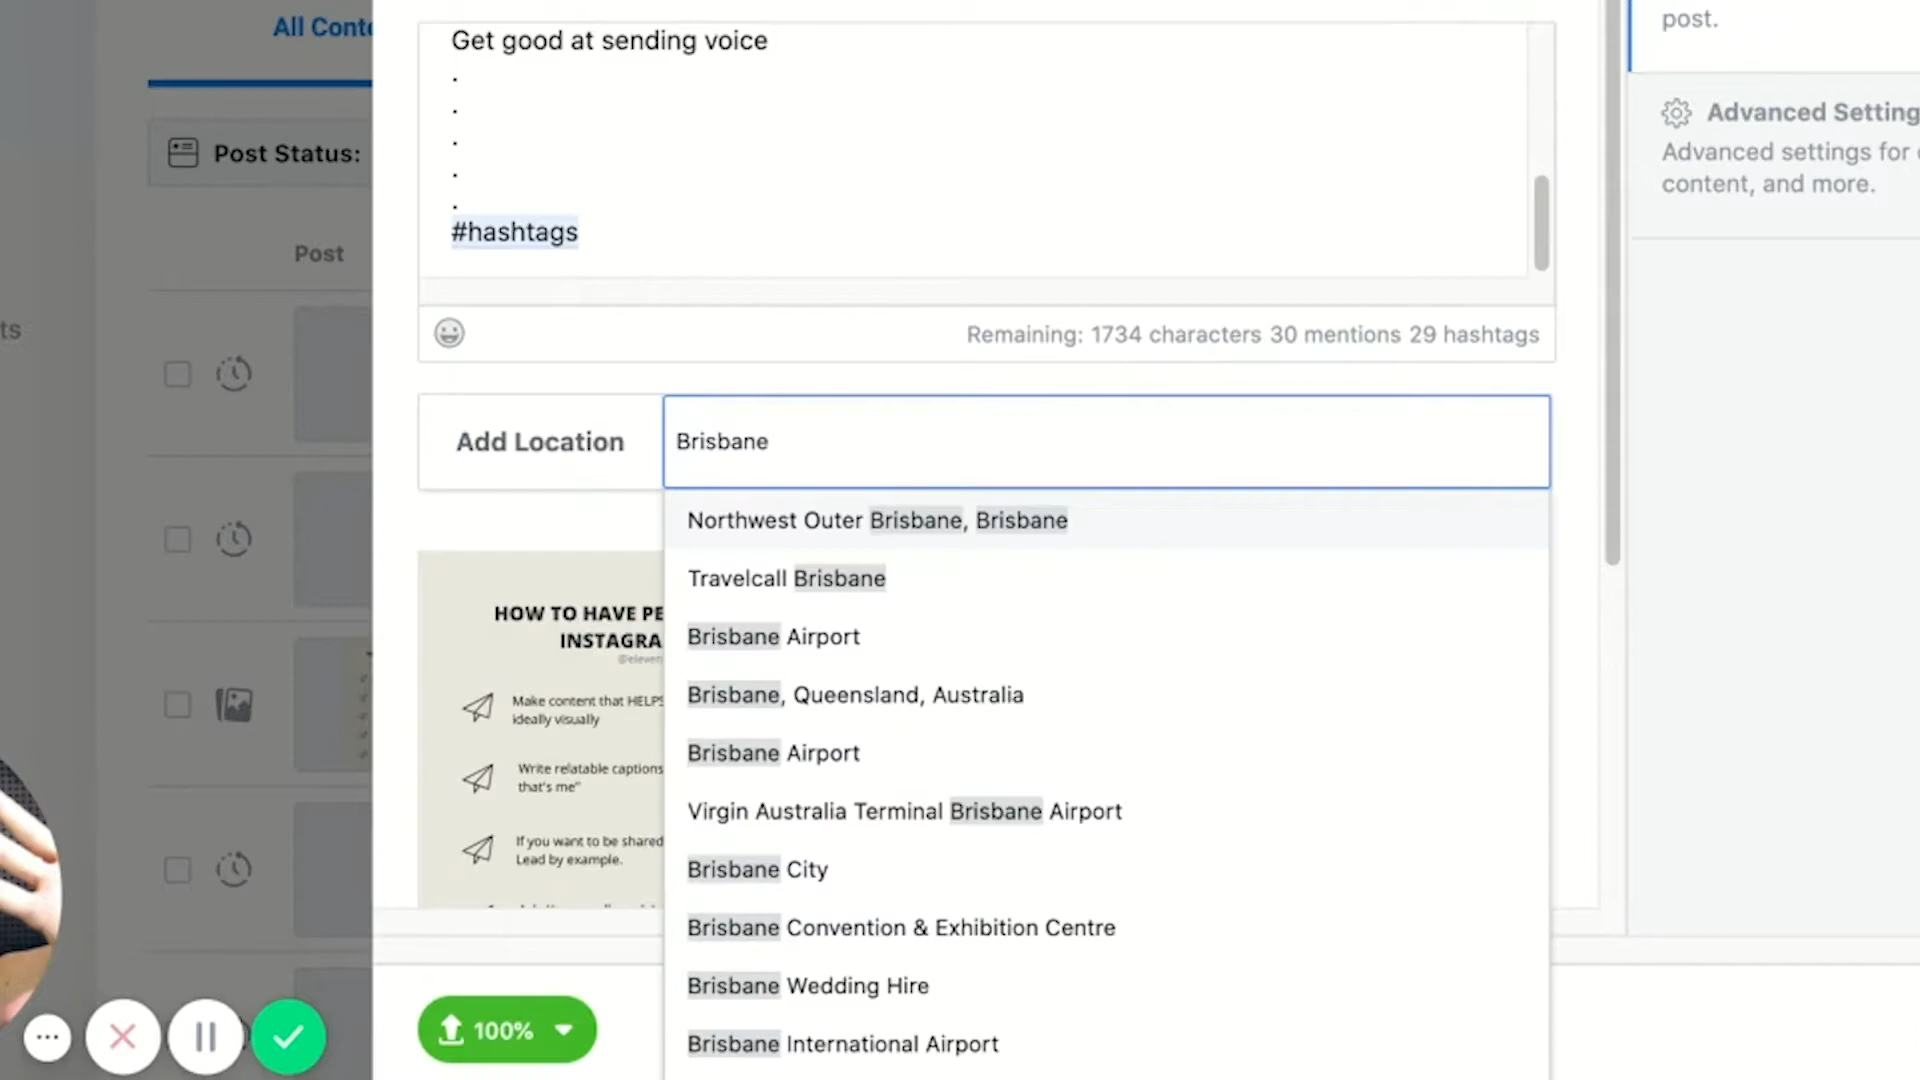 All Conte
Post Status:
Post
ts
Get good at sending voice
.
.
.
.
.
#hashtags
Remaining: 1734 characters 30 mentions 29 hashtags
Add Location
Brisbane
Northwest Outer Brisbane, Brisbane
Travelcall Brisbane
Brisbane Airport
Brisbane, Queensland, Australia
Brisbane Airport
Virgin Australia Terminal Brisbane Airport
Brisbane City
Brisbane Convention & Exhibition Centre
Brisbane Wedding Hire
Brisbane International Airport
HOW TO HAVE PE
INSTAGRA
@eleven
Make content that HELPS
ideally visually
Write relatable captions
that's me"
If you want to be shared
Lead by example.
100%
post.
Advanced Setting
Advanced settings for
content, and more.